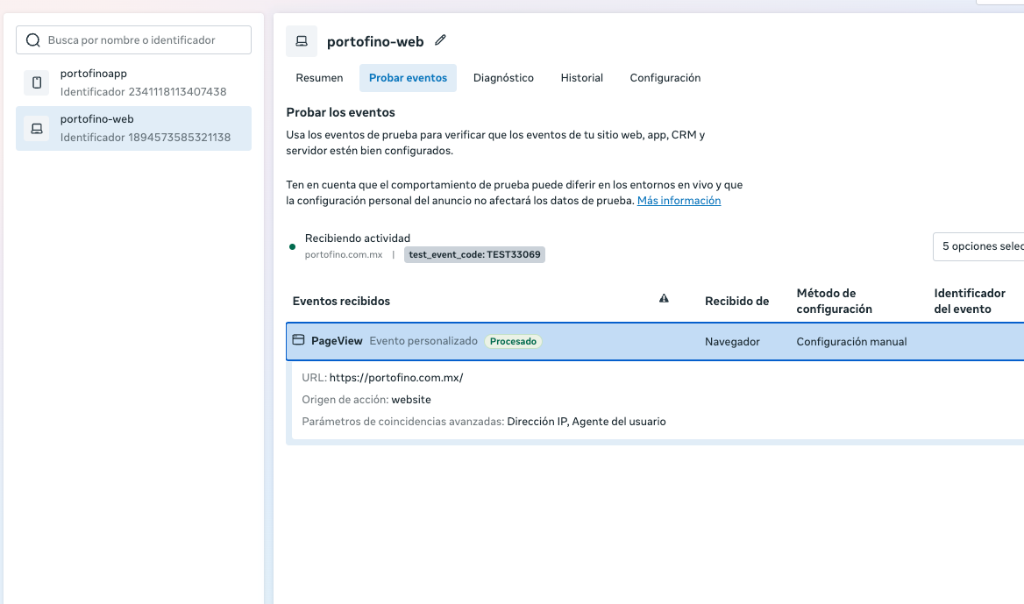 Busca por nombre o identificador
portofinoapp
Identificador 2341118113407438
portofino-web
Identificador 1894573585321138
portofino-web
Resumen
Probar eventos
Diagnóstico
Historial
Configuración
Probar los eventos
Usa los eventos de prueba para verificar que los eventos de tu sitio web, app, CRM y
servidor estén bien configurados.
Ten en cuenta que el comportamiento de prueba puede diferir en los entornos en vivo y que
la configuración personal del anuncio no afectará los datos de prueba. Más información
Recibiendo actividad
portofino.com.mx | test_event_code: TEST33069
5 opciones selec
Eventos recibidos
Recibido de
Método de
configuración
Identificador
del evento
PageView Evento personalizado Procesado
Navegador
Configuración manual
URL: https://portofino.com.mx/
Origen de acción: website
Parámetros de coincidencias avanzadas: Dirección IP, Agente del usuario